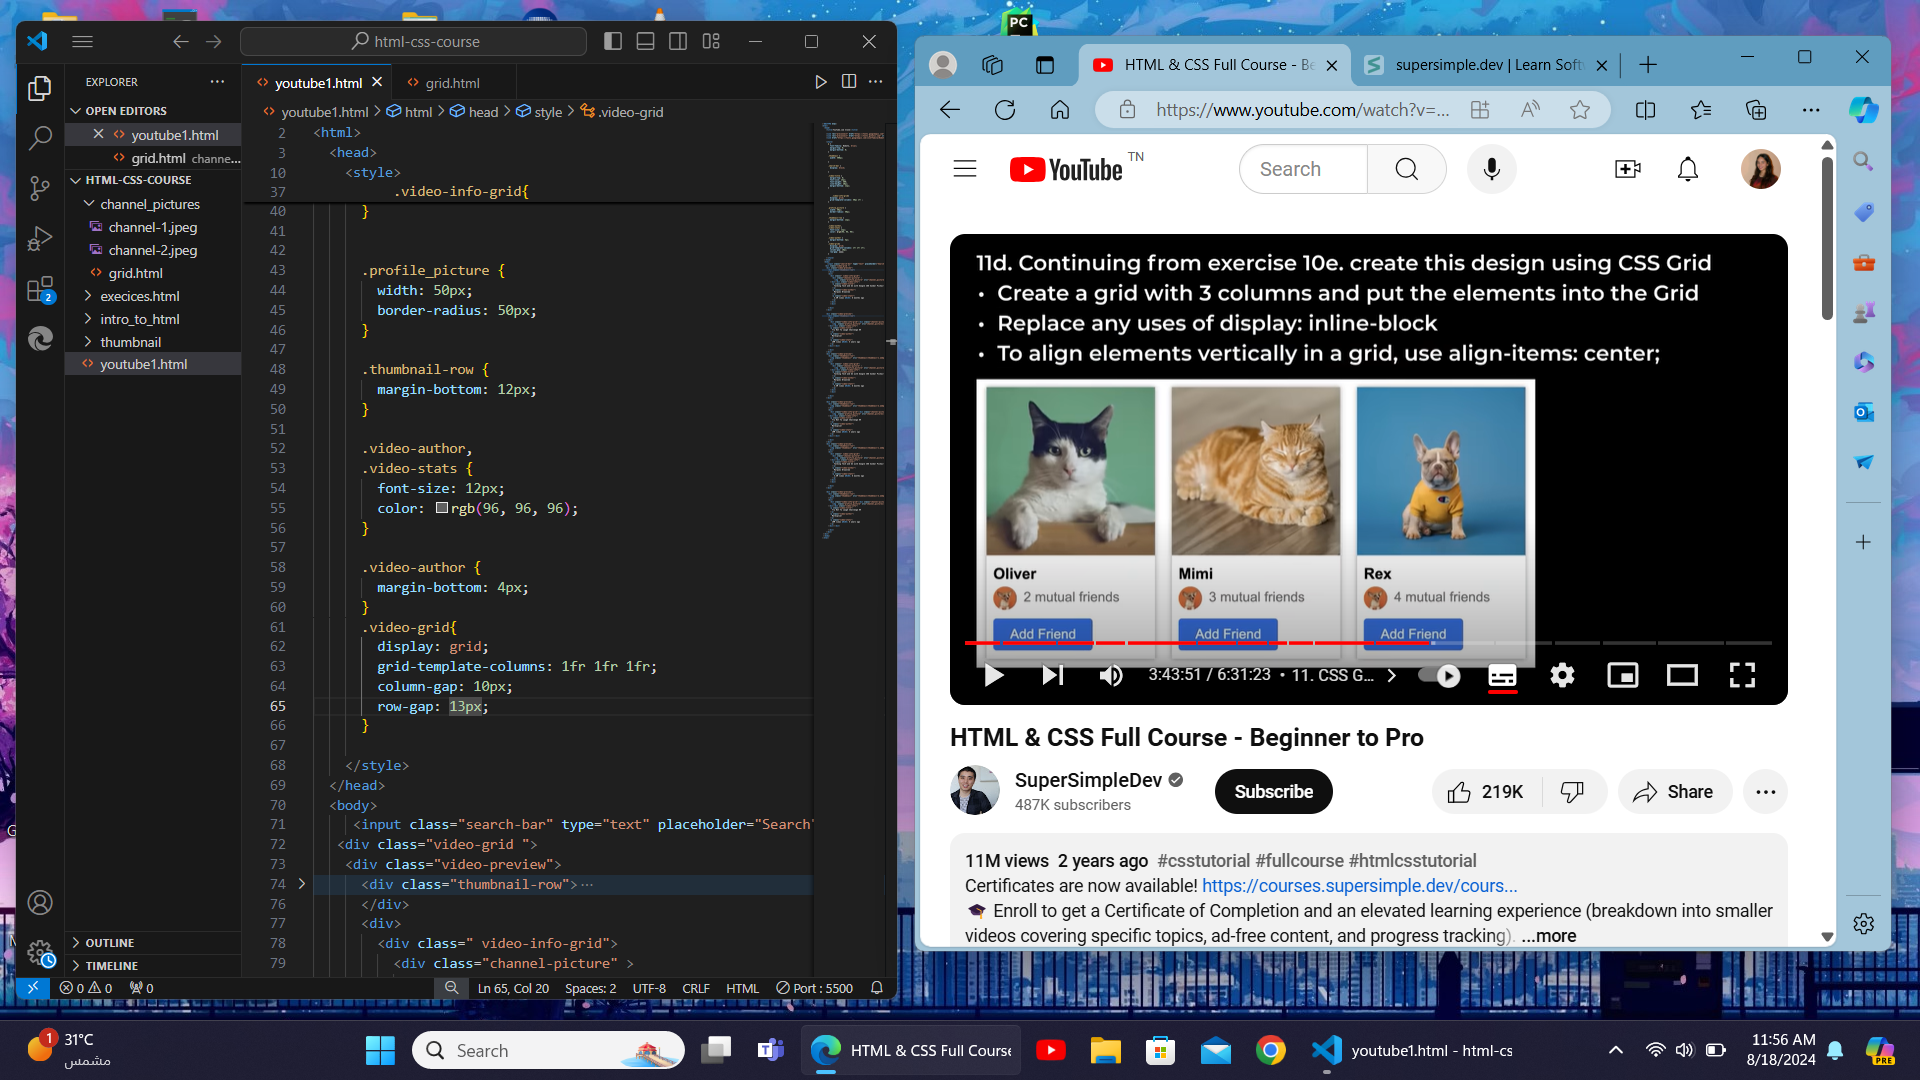 html-css-course
EXPLORER
OPEN EDITORS
youtube1.html
grid.html channe...
HTML-CSS-COURSE
channel_pictures
channel-1.jpeg
channel-2.jpeg
grid.html
execices.html
intro_to_html
thumbnail
youtube1.html
OUTLINE
TIMELINE
youtube1.html
grid.html
youtube1.html > html > head > style > .video-grid
2 <html>
3 <head>
10 <style>
37 .video-info-grid{
40 }
41
42
43 .profile_picture {
44 width: 50px;
45 border-radius: 50px;
46 }
47
48 .thumbnail-row {
49 margin-bottom: 12px;
50 }
51
52 .video-author,
53 .video-stats {
54 font-size: 12px;
55 color: rgb(96, 96, 96);
56 }
57
58 .video-author {
59 margin-bottom: 4px;
60 }
61 .video-grid{
62 display: grid;
63 grid-template-columns: 1fr 1fr 1fr;
64 column-gap: 10px;
65 row-gap: 13px;
66 }
67
68 </style>
69 </head>
70 <body>
71 <input class="search-bar" type="text" placeholder="Search"
72 <div class="video-grid ">
73 <div class="video-preview">
74 <div class="thumbnail-row">...
76 </div>
77 <div>
78 <div class=" video-info-grid">
79 <div class="channel-picture" >
2
0 0 0
Ln 65, Col 20 Spaces: 2 UTF-8 CRLF HTML Port : 5500
PC
HTML & CSS Full Course - Be
supersimple.dev | Learn Softw
https://www.youtube.com/watch?v=...
YouTube TN
Search
11d. Continuing from exercise 10e. create this design using CSS Grid
• Create a grid with 3 columns and put the elements into the Grid
• Replace any uses of display: inline-block
• To align elements vertically in a grid, use align-items: center;
Oliver Mimi Rex
2 mutual friends 3 mutual friends 4 mutual friends
Add Friend Add Friend Add Friend
3:43:51 / 6:31:23 • 11. CSS G...
HTML & CSS Full Course - Beginner to Pro
SuperSimpleDev
487K subscribers
Subscribe
219K
Share
11M views 2 years ago #csstutorial #fullcourse #htmlcsstutorial
Certificates are now available! https://courses.supersimple.dev/cours...
🎓 Enroll to get a Certificate of Completion and an elevated learning experience (breakdown into smaller
videos covering specific topics, ad-free content, and progress tracking). ...more
1
31°C
مشمس
Search
HTML & CSS Full Course
youtube1.html - html-cs
11:56 AM
8/18/2024
PRE